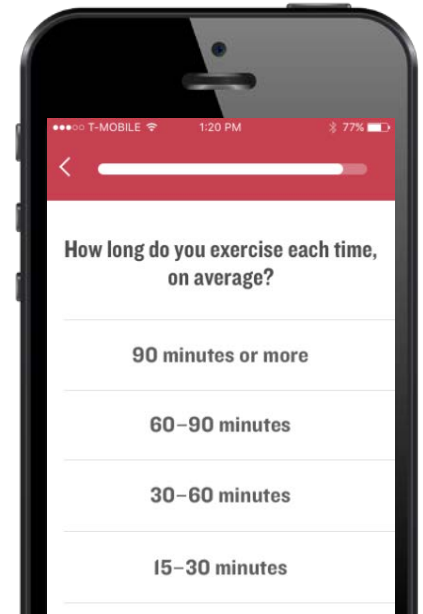 T-MOBILE 1:20 PM 77%
How long do you exercise each time,
on average?
90 minutes or more
60–90 minutes
30–60 minutes
15–30 minutes